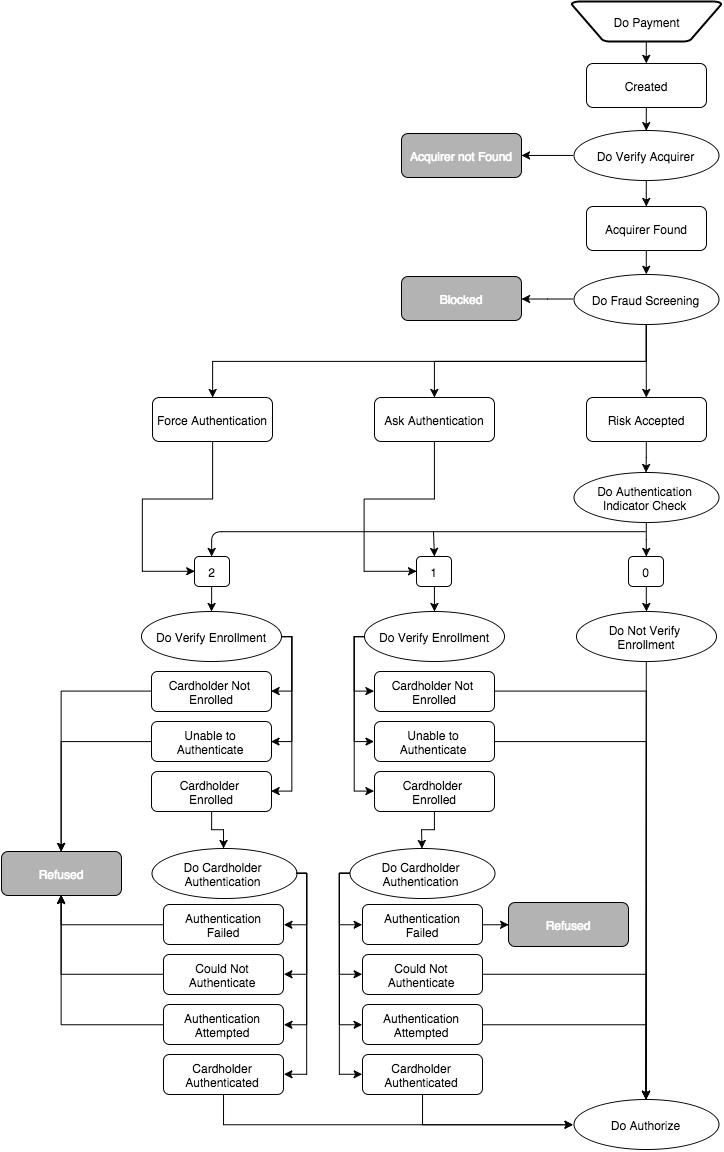 Do Payment
Created
Do Verify Acquirer
Acquirer not Found
Acquirer Found
Do Fraud Screening
Blocked
Force Authentication
Ask Authentication
Risk Accepted
Do Authentication
Indicator Check
2
1
0
Do Verify Enrollment
Do Verify Enrollment
Do Not Verify
Enrollment
Cardholder Not
Enrolled
Cardholder Not
Enrolled
Unable to
Authenticate
Unable to
Authenticate
Cardholder
Enrolled
Cardholder
Enrolled
Refused
Do Cardholder
Authentication
Do Cardholder
Authentication
Authentication
Failed
Authentication
Failed
Refused
Could Not
Authenticate
Could Not
Authenticate
Authentication
Attempted
Authentication
Attempted
Cardholder
Authenticated
Cardholder
Authenticated
Do Authorize